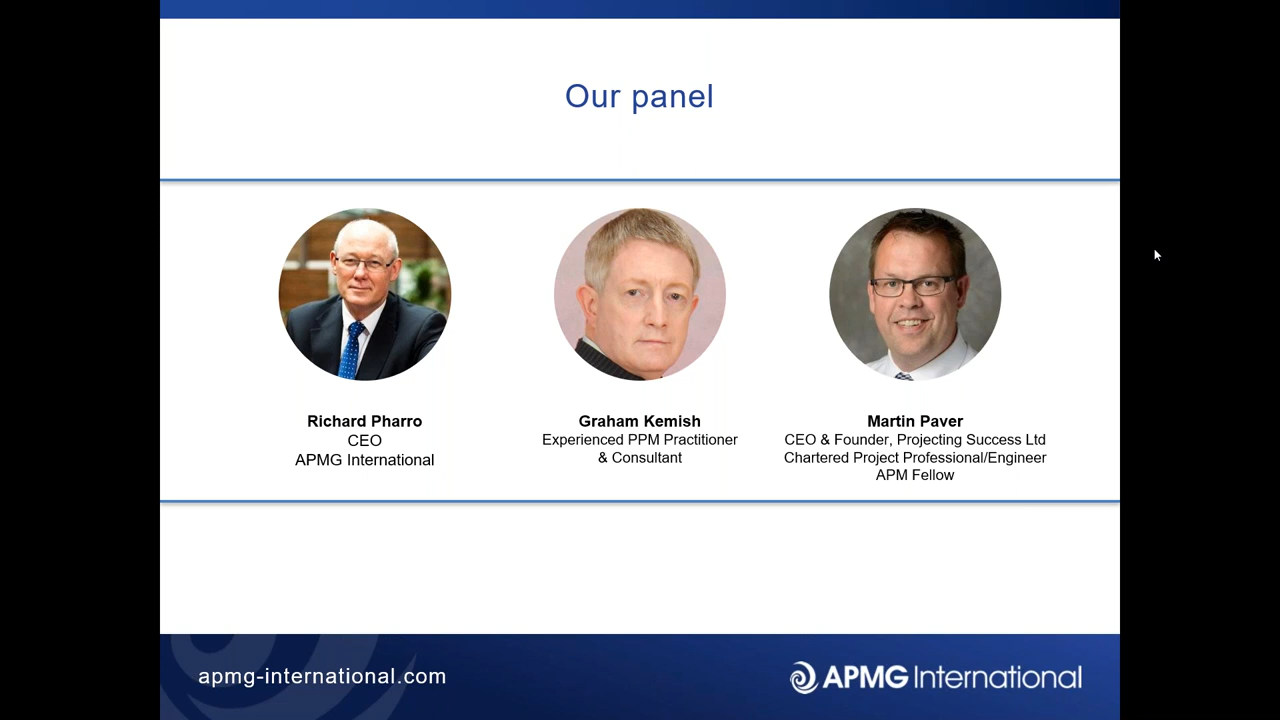 Our panel
Richard Pharro
CEO
APMG International
Graham Kemish
Experienced PPM Practitioner
& Consultant
Martin Paver
CEO & Founder, Projecting Success Ltd
Chartered Project Professional/Engineer
APM Fellow
apmg-international.com
APMG International